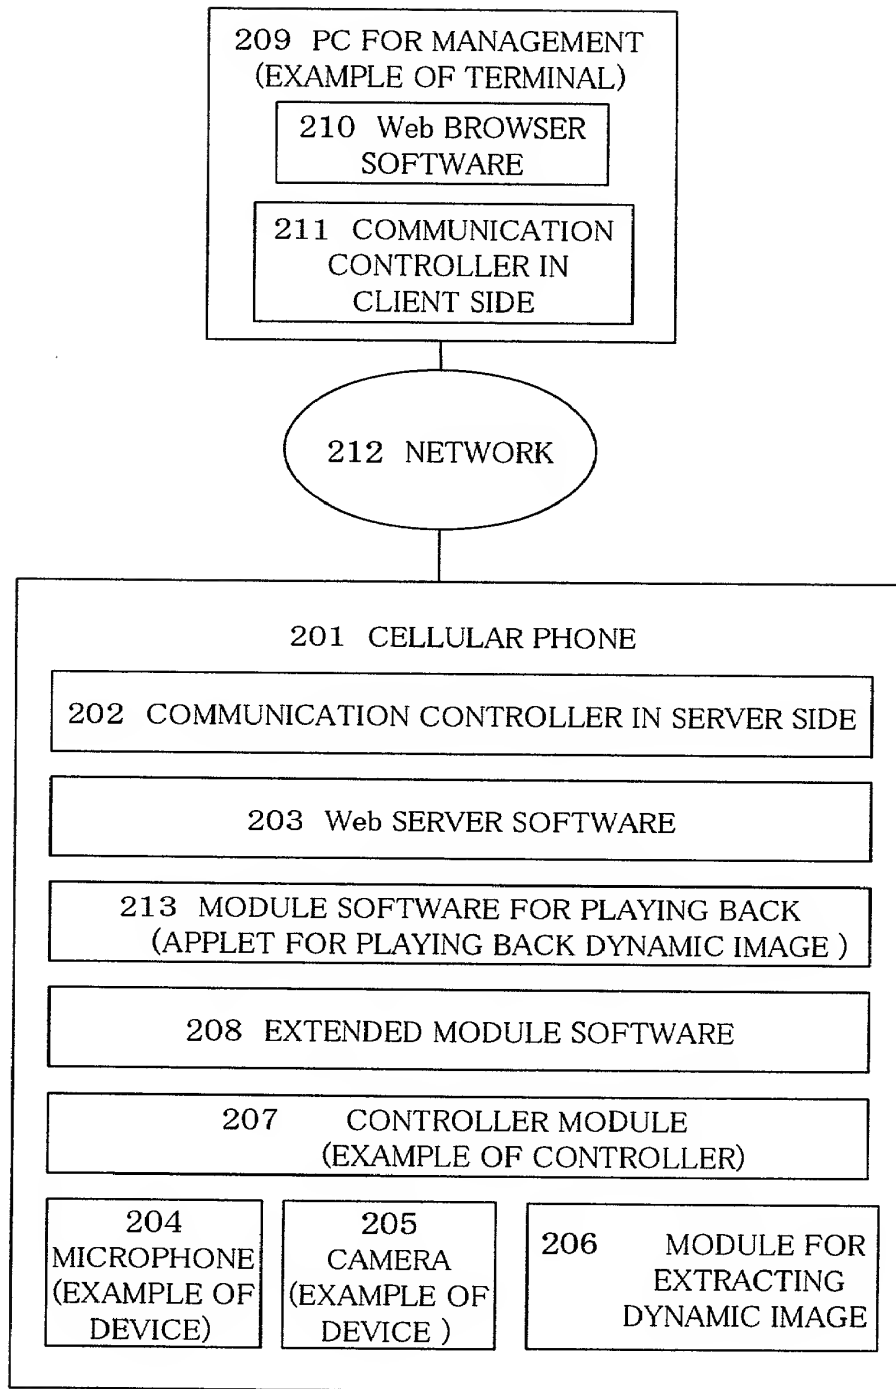 209 PC FOR MANAGEMENT
(EXAMPLE OF TERMINAL)
210 Web BROWSER
SOFTWARE
211 COMMUNICATION
CONTROLLER IN
CLIENT SIDE
212 NETWORK
201 CELLULAR PHONE
202 COMMUNICATION CONTROLLER IN SERVER SIDE
203 Web SERVER SOFTWARE
213 MODULE SOFTWARE FOR PLAYING BACK
(APPLET FOR PLAYING BACK DYNAMIC IMAGE )
208 EXTENDED MODULE SOFTWARE
207 CONTROLLER MODULE
(EXAMPLE OF CONTROLLER)
204
MICROPHONE
(EXAMPLE OF
DEVICE)
205
CAMERA
(EXAMPLE OF
DEVICE )
206 MODULE FOR
EXTRACTING
DYNAMIC IMAGE